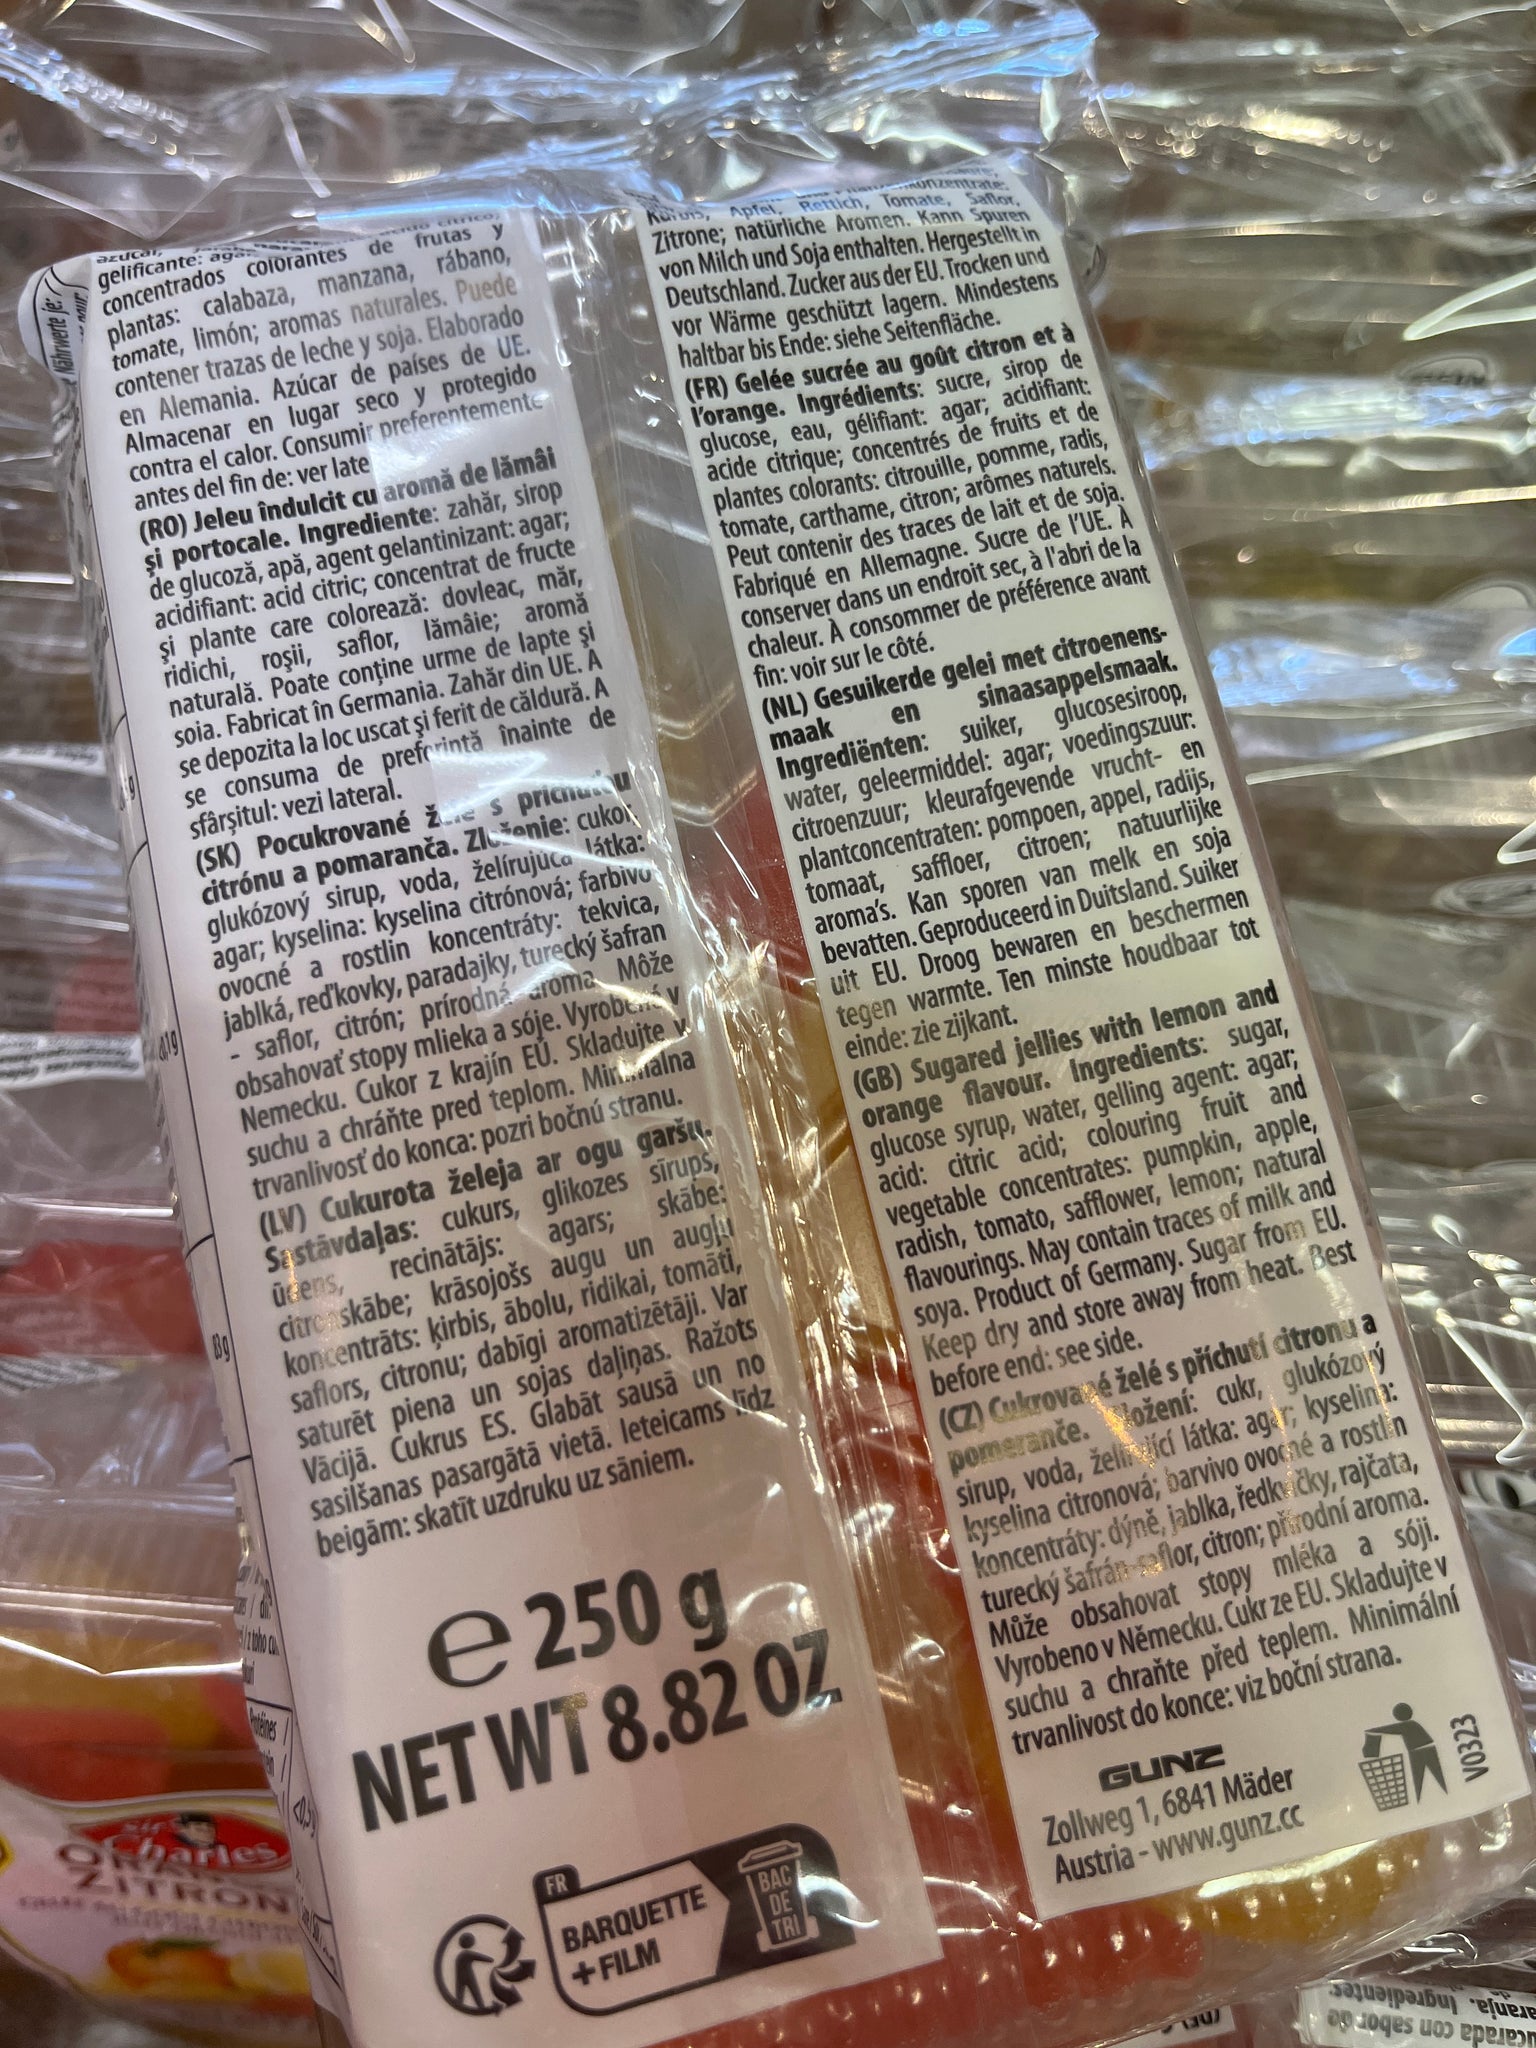 gelificante:
concentrados colorantes de frutas y
plantas: calabaza, manzana, rábano,
tomate, limón; aromas naturales. Puede
contener trazas de leche y soja. Elaborado
en Alemania. Azúcar de países de UE.
Almacenar en lugar seco y protegido
contra el calor. Consumir preferentemente
antes del fin de: ver late
(RO) Jeleu îndulcit cu aromă de lămâi
și portocale. Ingrediente: zahăr, sirop
de glucoză, apă, agent gelantinizant: agar;
acidifiant: acid citric; concentrat de fructe
și plante care colorează: dovleac, măr,
ridichi, roșii, saflor, lămâie; aromă
naturală. Poate conține urme de lapte și
soia. Fabricat în Germania. Zahăr din UE. A
se depozita la loc uscat și ferit de căldură. A
se consuma de preferință înainte de
sfârșitul: vezi lateral.
(SK) Pocukrované želé s príchuťou
citrónu a pomaranča. Zloženie: cukor,
glukózový sirup, voda, želírujúca látka:
agar; kyselina: kyselina citrónová; farbivo
ovocné a rostlin koncentráty: tekvica,
jablká, reďkovky, paradajky, turecký šafran
- saflor, citrón; prírodná aroma. Môže
obsahovať stopy mlieka a sóje. Vyrobené v
Nemecku. Cukor z krajín EÚ. Skladujte v
suchu a chráňte pred teplom. Minimálna
trvanlivosť do konca: pozri bočnú stranu.
(LV) Cukurota želeja ar ogu garšu.
Sastāvdaļas: cukurs, glikozes sīrups,
ūdens, recinātājs: agars; skābe:
citronskābe; krāsojošs augu un augļu
koncentrāts: ķirbis, ābolu, ridikai, tomāti,
saflors, citronu; dabīgi aromatizētāji. Var
saturēt piena un sojas daļiņas. Ražots
Vācijā. Cukrus ES. Glabāt sausā un no
sasilšanas pasargātā vietā. Ieteicams līdz
beigām: skatīt uzdruku uz sāniem.
e 250 g
NET WT 8.82 OZ
FR
BARQUETTE
+ FILM
BAC
DE
TRI
Kürbis, Apfel, Rettich, Tomate, Saflor,
Zitrone; natürliche Aromen. Kann Spuren
von Milch und Soja enthalten. Hergestellt in
Deutschland. Zucker aus der EU. Trocken und
vor Wärme geschützt lagern. Mindestens
haltbar bis Ende: siehe Seitenfläche.
(FR) Gelée sucrée au goût citron et à
l'orange. Ingrédients: sucre, sirop de
glucose, eau, gélifiant: agar; acidifiant:
acide citrique; concentrés de fruits et de
plantes colorants: citrouille, pomme, radis,
tomate, carthame, citron; arômes naturels.
Peut contenir des traces de lait et de soja.
Fabriqué en Allemagne. Sucre de l'UE. À
conserver dans un endroit sec, à l'abri de la
chaleur. À consommer de préférence avant
fin: voir sur le côté.
(NL) Gesuikerde gelei met citroenens-
maak en sinaasappelsmaak.
Ingrediënten: suiker, glucosesiroop,
water, geleermiddel: agar; voedingszuur:
citroenzuur; kleurafgevende vrucht- en
plantconcentraten: pompoen, appel, radijs,
tomaat, saffloer, citroen; natuurlijke
aroma's. Kan sporen van melk en soja
bevatten. Geproduceerd in Duitsland. Suiker
uit EU. Droog bewaren en beschermen
tegen warmte. Ten minste houdbaar tot
einde: zie zijkant.
(GB) Sugared jellies with lemon and
orange flavour. Ingredients: sugar,
glucose syrup, water, gelling agent: agar;
acid: citric acid; colouring fruit and
vegetable concentrates: pumpkin, apple,
radish, tomato, safflower, lemon; natural
flavourings. May contain traces of milk and
soya. Product of Germany. Sugar from EU.
Keep dry and store away from heat. Best
before end: see side.
(CZ) Cukrované želé s příchutí citronu a
pomeranče. Složení: cukr, glukózový
sirup, voda, želírující látka: agar; kyselina:
kyselina citronová; barvivo ovocné a rostlin
koncentráty: dýně, jablka, ředkvičky, rajčata,
turecký šafrán-saflor, citron; přírodní aroma.
Může obsahovat stopy mléka a sóji.
Vyrobeno v Německu. Cukr ze EU. Skladujte v
suchu a chraňte před teplem. Minimální
trvanlivost do konce: viz boční strana.
GUNZ
Zollweg 1, 6841 Mäder
Austria - www.gunz.cc
V0323
Sir
Charles
ZITRON